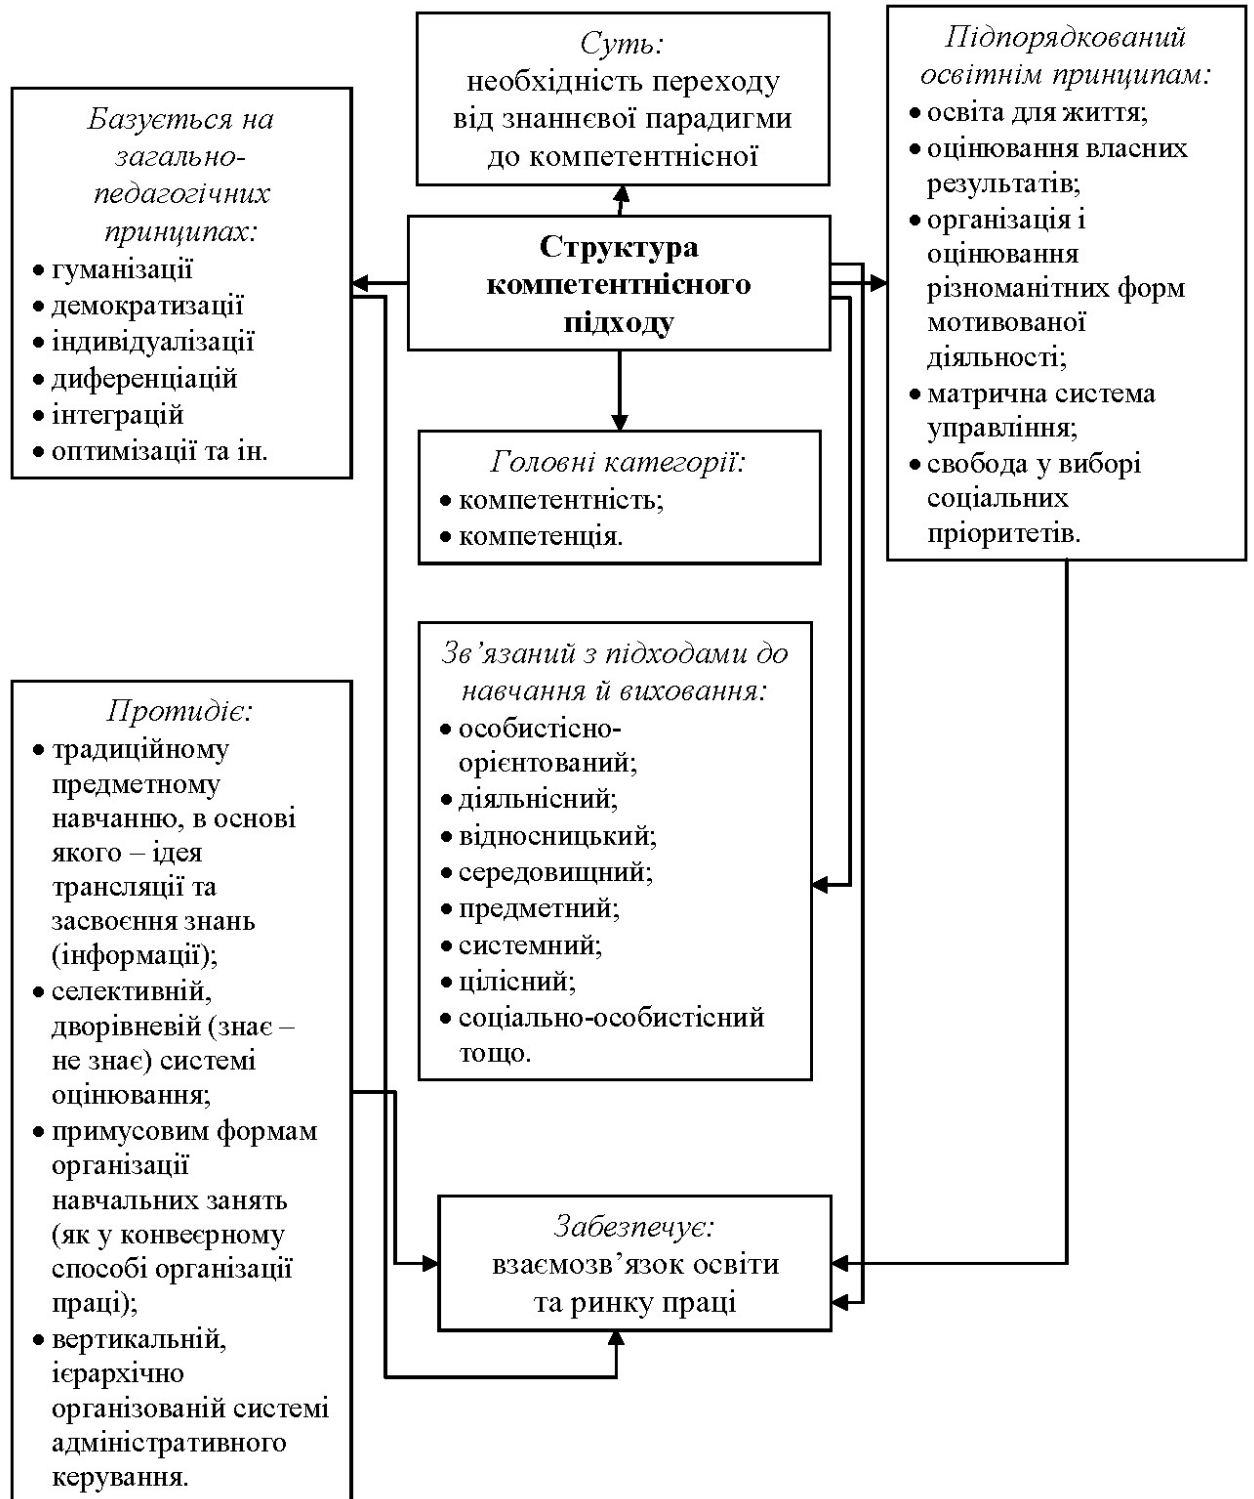 Суть:
необхідність переходу
від знаннєвої парадигми
до компетентнісної
Підпорядкований
освітнім принципам:
• освіта для життя;
• оцінювання власних
результатів;
• організація і
оцінювання
різноманітних форм
мотивованої
діяльності;
• матрична система
управління;
• свобода у виборі
соціальних
пріоритетів.
Базується на
загально-
педагогічних
принципах:
• гуманізації
• демократизації
• індивідуалізації
• диференціацій
• інтеграцій
• оптимізації та ін.
Структура
компетентнісного
підходу
Головні категорії:
• компетентність;
• компетенція.
Зв’язаний з підходами до
навчання й виховання:
• особистісно-
орієнтований;
• діяльнісний;
• відносницький;
• середовищний;
• предметний;
• системний;
• цілісний;
• соціально-особистісний
тощо.
Протидіє:
• традиційному
предметному
навчанню, в основі
якого – ідея
трансляції та
засвоєння знань
(інформації);
• селективній,
дворівневій (знає –
не знає) системі
оцінювання;
• примусовим формам
організації
навчальних занять
(як у конвеєрному
способі організації
праці);
• вертикальній,
ієрархічно
організованій системі
адміністративного
керування.
Забезпечує:
взаємозв’язок освіти
та ринку праці